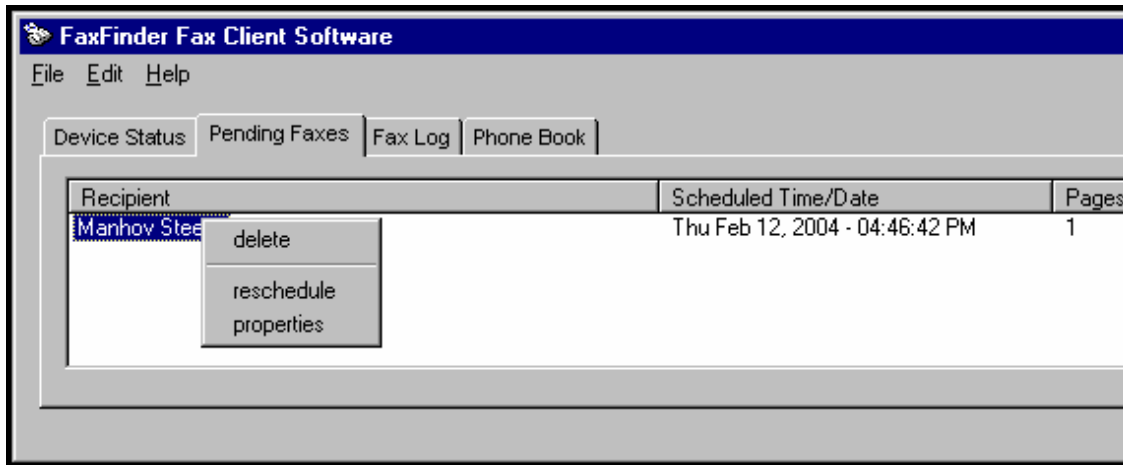 FaxFinder Fax Client Software
File Edit Help
Device Status Pending Faxes Fax Log Phone Book
Recipient Scheduled Time/Date Pages
Manhov Thu Feb 12, 2004 - 04:46:42 PM 1
delete
reschedule
properties